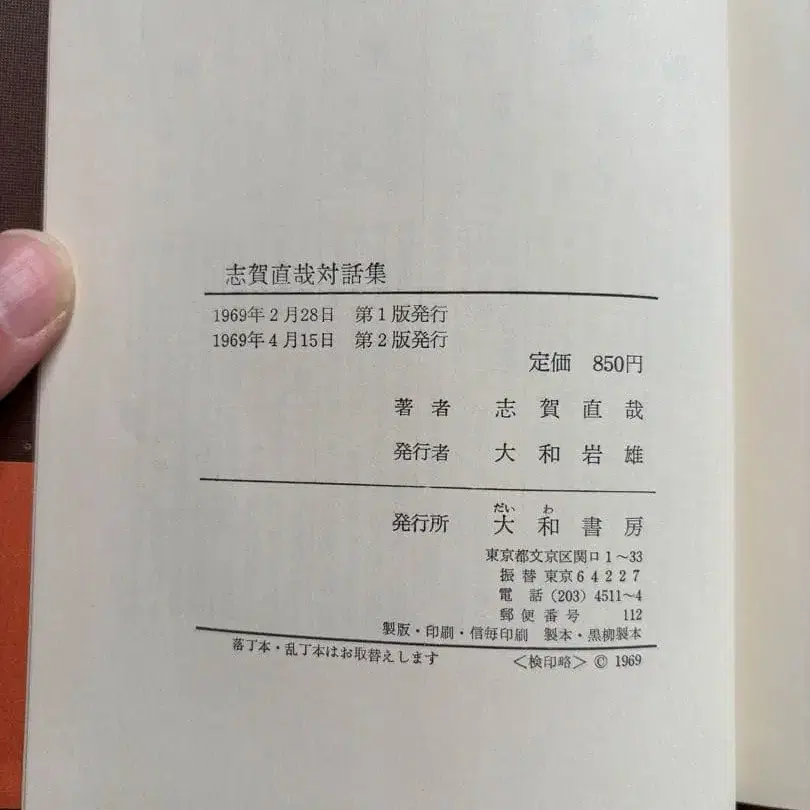 志賀直哉対話集
1969年2月28日 第1版発行
1969年4月15日 第2版発行
定価 850円
著者 志賀直哉
発行者 大和岩雄
だい わ
発行所 大和書房
東京都文京区関口1〜33
振替 東京64227
電話 (203) 4511〜4
郵便番号 112
製版・印刷・信毎印刷 製本・黒柳製本
落丁本・乱丁本はお取替えします <検印略> © 1969